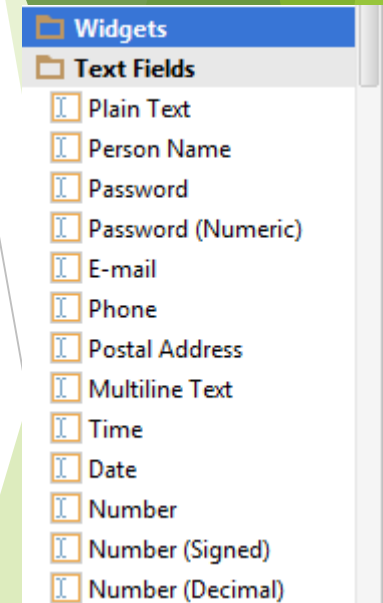 Widgets
Text Fields
Plain Text
Person Name
Password
Password (Numeric)
E-mail
Phone
Postal Address
Multiline Text
Time
Date
Number
Number (Signed)
Number (Decimal)